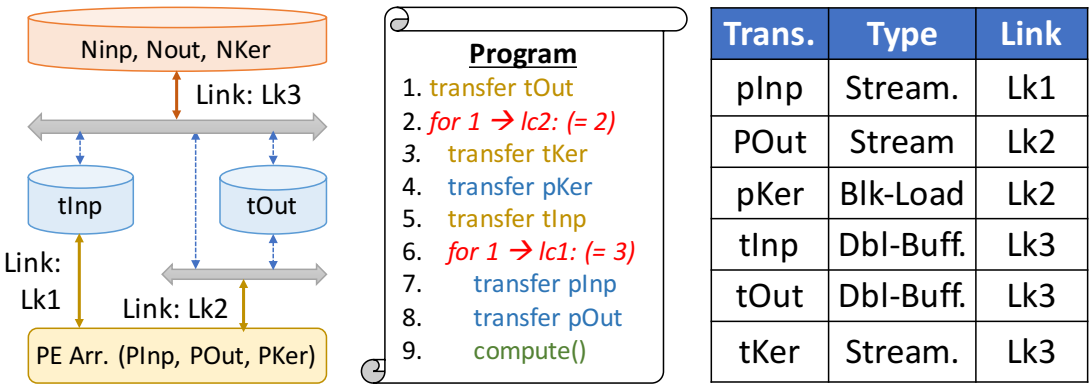 Ninp, Nout, NKer
Link: Lk3
tInp
tOut
Link:
Lk1
Link: Lk2
PE Arr. (PInp, POut, PKer)
Program
1. transfer tOut
2. for 1 → lc2: (= 2)
3. transfer tKer
4. transfer pKer
5. transfer tInp
6. for 1 → lc1: (= 3)
7. transfer pInp
8. transfer pOut
9. compute()
Trans. Type Link
pInp Stream. Lk1
POut Stream Lk2
pKer Blk-Load Lk2
tInp Dbl-Buff. Lk3
tOut Dbl-Buff. Lk3
tKer Stream. Lk3